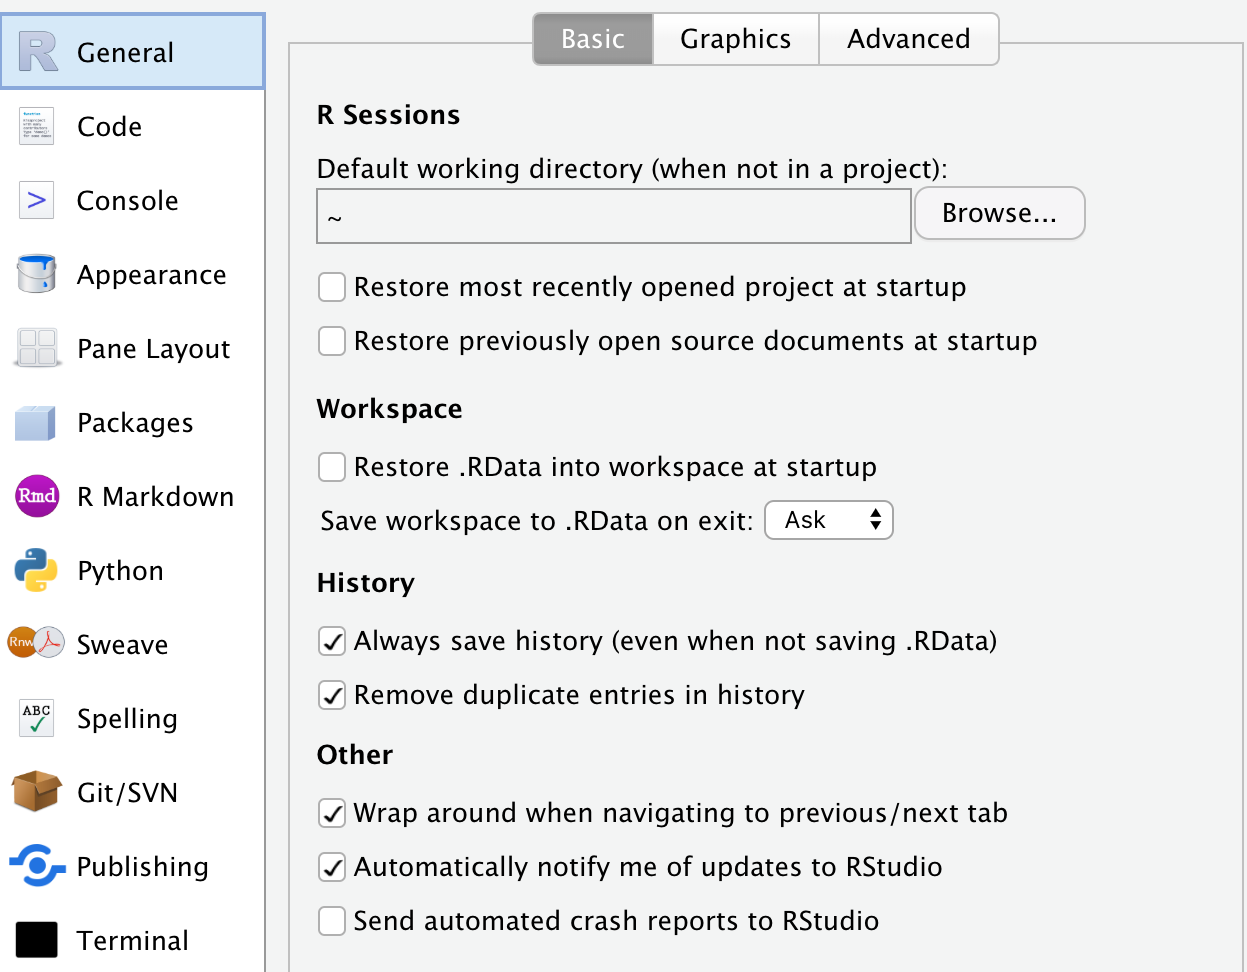 General
Code
Console
Appearance
Pane Layout
Packages
Rmd
R Markdown
Python
Rnw
Sweave
ABC
Spelling
Git/SVN
Publishing
Terminal
Basic
Graphics
Advanced
R Sessions
Default working directory (when not in a project):
~
Browse...
Restore most recently opened project at startup
Restore previously open source documents at startup
Workspace
Restore .RData into workspace at startup
Save workspace to .RData on exit: Ask
History
Always save history (even when not saving .RData)
Remove duplicate entries in history
Other
Wrap around when navigating to previous/next tab
Automatically notify me of updates to RStudio
Send automated crash reports to RStudio